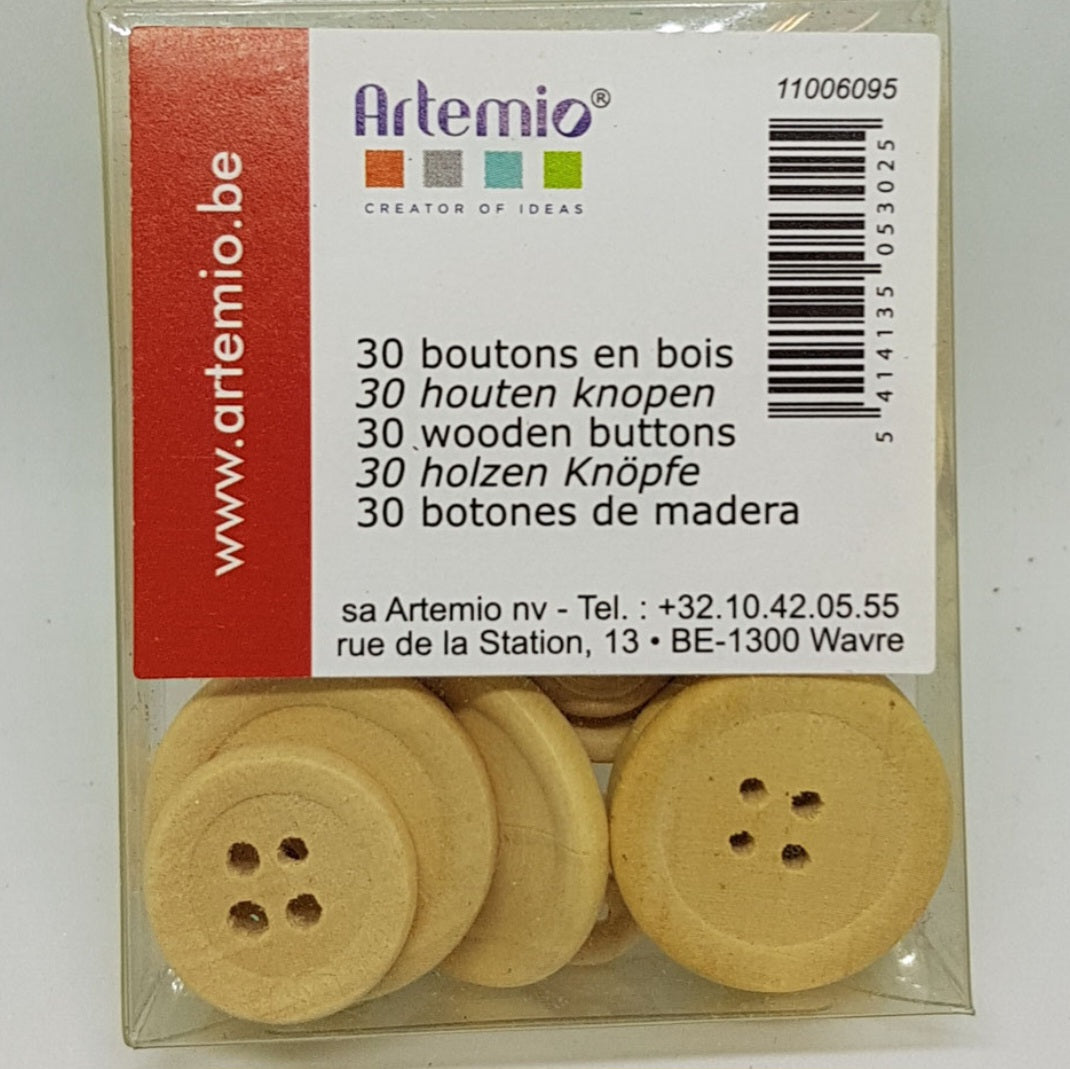 www.artemio.be
Artemio®
CREATOR OF IDEAS
11006095
5 414135 053025
30 boutons en bois
30 houten knopen
30 wooden buttons
30 holzen Knöpfe
30 botones de madera
sa Artemio nv - Tel. : +32.10.42.05.55
rue de la Station, 13 • BE-1300 Wavre